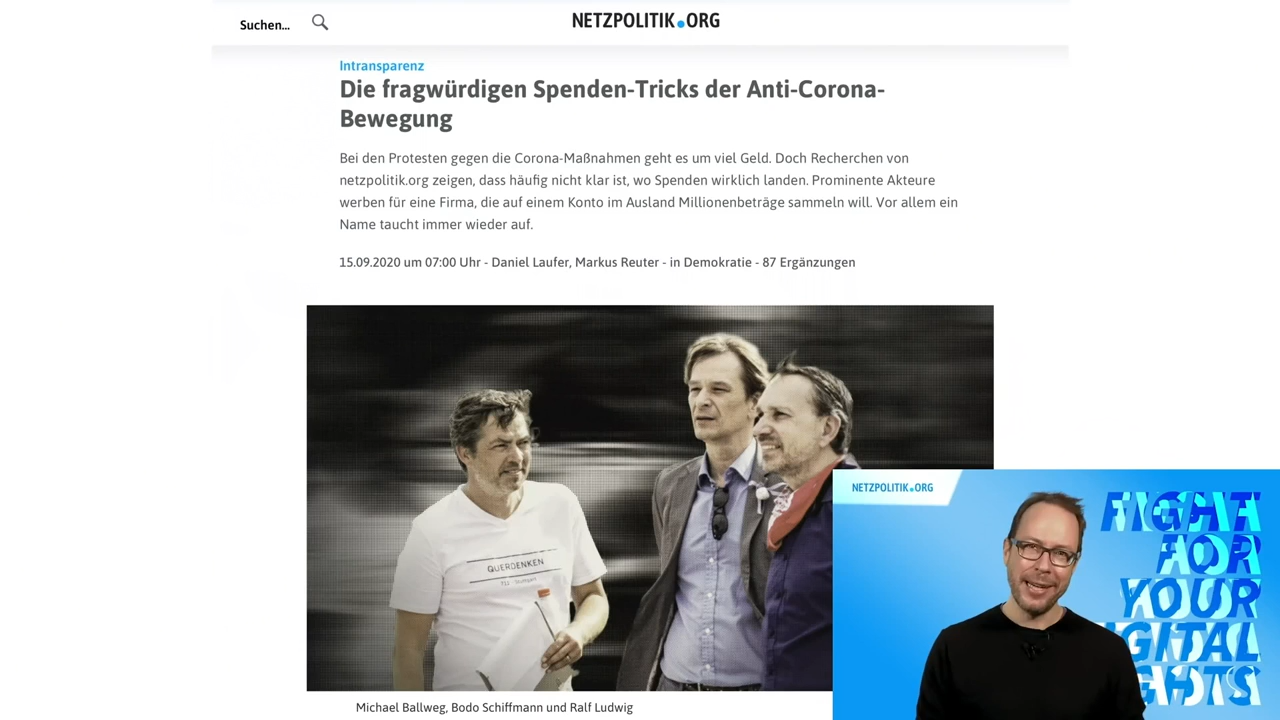 Suchen...
NETZPOLITIK.ORG
Intransparenz
Die fragwürdigen Spenden-Tricks der Anti-Corona-
Bewegung
Bei den Protesten gegen die Corona-Maßnahmen geht es um viel Geld. Doch Recherchen von
netzpolitik.org zeigen, dass häufig nicht klar ist, wo Spenden wirklich landen. Prominente Akteure
werben für eine Firma, die auf einem Konto im Ausland Millionenbeträge sammeln will. Vor allem ein
Name taucht immer wieder auf.
15.09.2020 um 07:00 Uhr - Daniel Laufer, Markus Reuter - in Demokratie - 87 Ergänzungen
QUERDENKEN
711 - Stuttgart
Michael Ballweg, Bodo Schiffmann und Ralf Ludwig
NETZPOLITIK.ORG
FIGHT
FOR
YOUR
IGITAL
GHTS